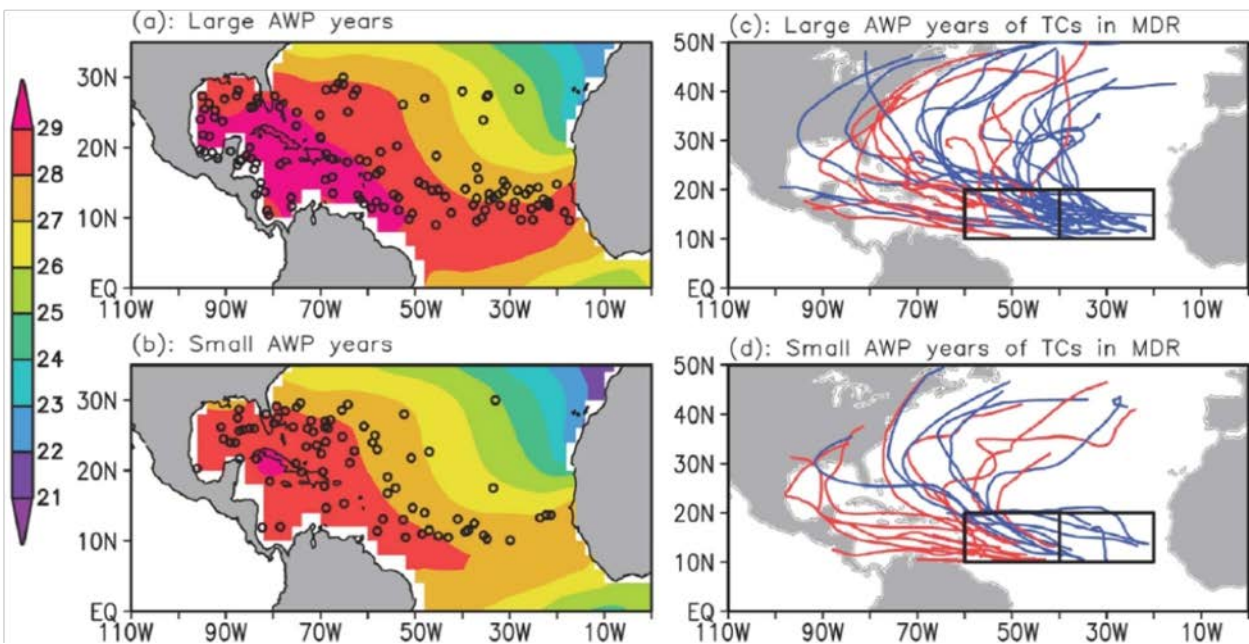 (a): Large AWP years
30N
20N
10N
EQ
110W 90W 70W 50W 30W 10W
(b): Small AWP years
30N
20N
10N
EQ
110W 90W 70W 50W 30W 10W
29
28
27
26
25
24
23
22
21
(c): Large AWP years of TCs in MDR
50N
40N
30N
20N
10N
EQ
110W 90W 70W 50W 30W 10W
(d): Small AWP years of TCs in MDR
50N
40N
30N
20N
10N
EQ
110W 90W 70W 50W 30W 10W